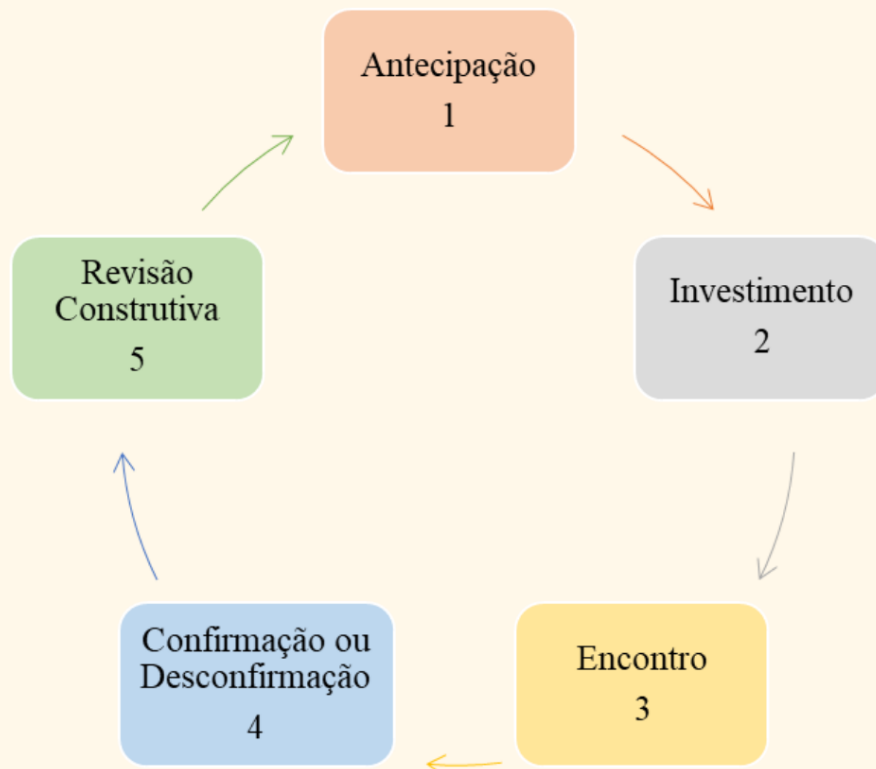 Antecipação
1
Investimento
2
Encontro
3
Confirmação ou
Desconfirmação
4
Revisão
Construtiva
5